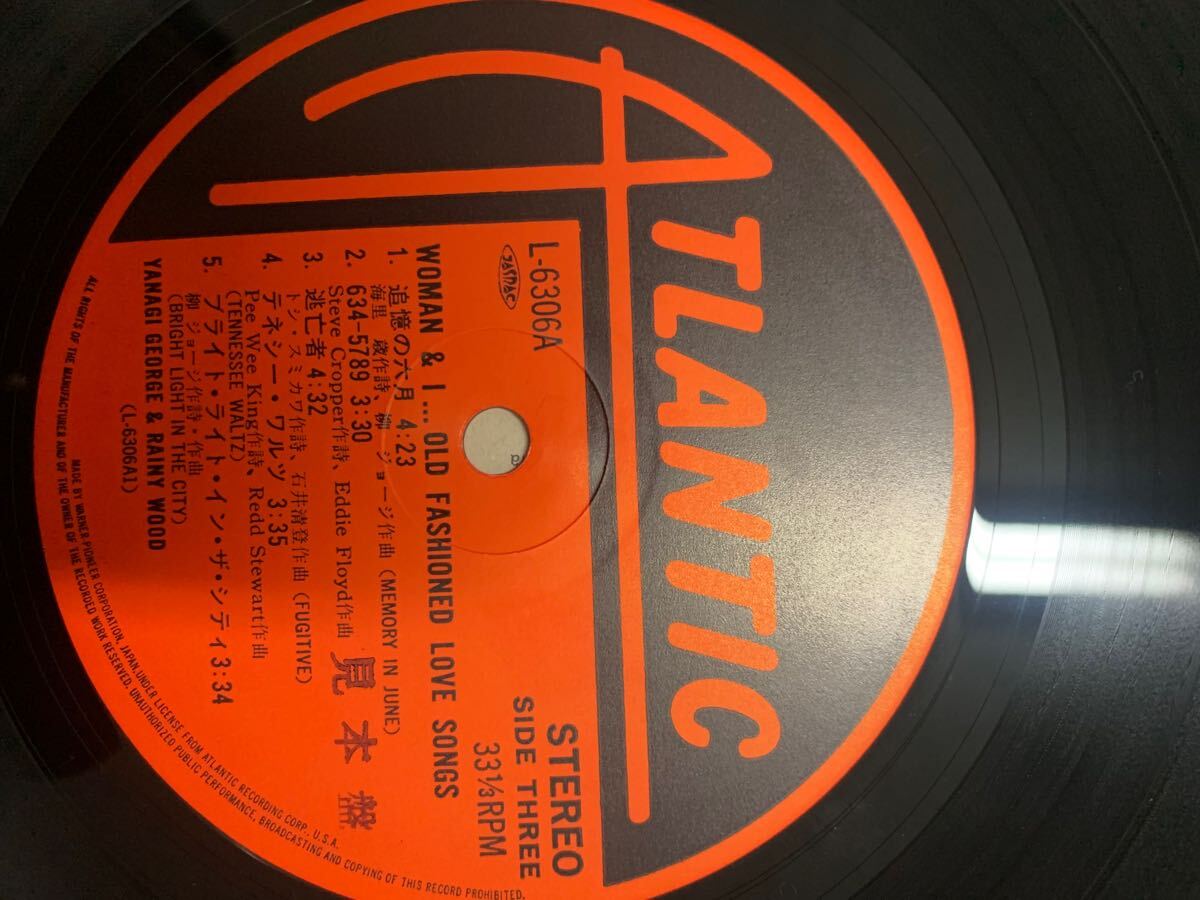 ATLANTIC
L-6306A
JASRAC
STEREO
SIDE THREE
33⅓RPM
WOMAN & I... OLD FASHIONED LOVE SONGS
1. 追憶の六月 4:23 (MEMORY IN JUNE)
海里 歳作詩、柳 ジョージ作曲
2. 634-5789 3:30
Steve Cropper作詩、Eddie Floyd作曲
3. 逃亡者 4:32
トシ・スミカワ作詩、石井清登作曲 (FUGITIVE)
4. テネシー・ワルツ 3:35
(TENNESSEE WALTZ)
Pee Wee King作詩、Redd Stewart作曲
5. ブライト・ライト・イン・ザ・シティ 3:34
柳 ジョージ作詩・作曲
(BRIGHT LIGHT IN THE CITY)
YANAGI GEORGE & RAINY WOOD
(L-6306A1)
見本盤
MADE BY WARNER-PIONEER CORPORATION, JAPAN, UNDER LICENSE FROM ATLANTIC RECORDING CORP., U.S.A.
ALL RIGHTS OF THE MANUFACTURER AND OF THE OWNER OF THE RECORDED WORK RESERVED. UNAUTHORIZED PUBLIC PERFORMANCE, BROADCASTING AND COPYING OF THIS RECORD PROHIBITED.